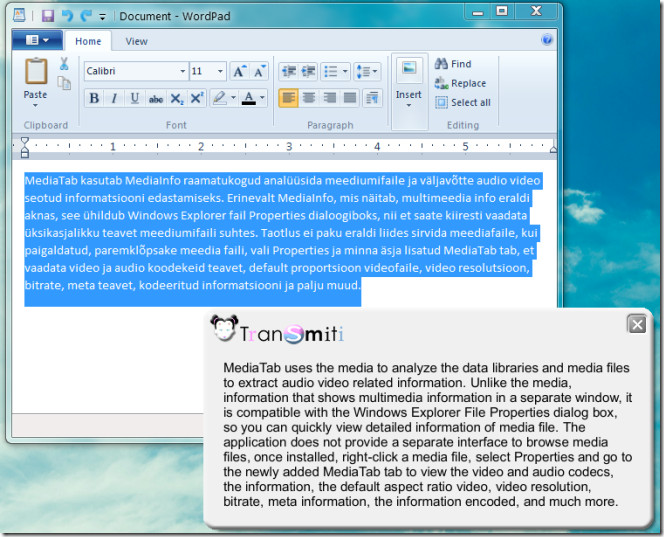 Document - WordPad
Home View
Calibri 11
Paste
Find
Replace
Select all
Insert
Clipboard Font Paragraph Editing
1 2 3 4 5
MediaTab kasutab MediaInfo raamatukogud analüüsida meediumifaile ja väljavõtte audio video
seotud informatsiooni edastamiseks. Erinevalt MediaInfo, mis näitab, multimeedia info eraldi
aknas, see ühildub Windows Explorer fail Properties dialoogiboks, nii et saate kiiresti vaadata
üksikasjalikku teavet meediumifaili suhtes. Taotlus ei paku eraldi liides sirvida meediafaile, kui
paigaldatud, paremklõpsake meedia faili, vali Properties ja minna äsja lisatud MediaTab tab, et
vaadata video ja audio koodekeid teavet, default proportsioon videofaile, video resolutsioon,
bitrate, meta teavet, kodeeritud informatsiooni ja palju muud.
TranSmiti
MediaTab uses the media to analyze the data libraries and media files
to extract audio video related information. Unlike the media,
information that shows multimedia information in a separate window, it
is compatible with the Windows Explorer File Properties dialog box,
so you can quickly view detailed information of media file. The
application does not provide a separate interface to browse media
files, once installed, right-click a media file, select Properties and go to
the newly added MediaTab tab to view the video and audio codecs,
the information, the default aspect ratio video, video resolution,
bitrate, meta information, the information encoded, and much more.